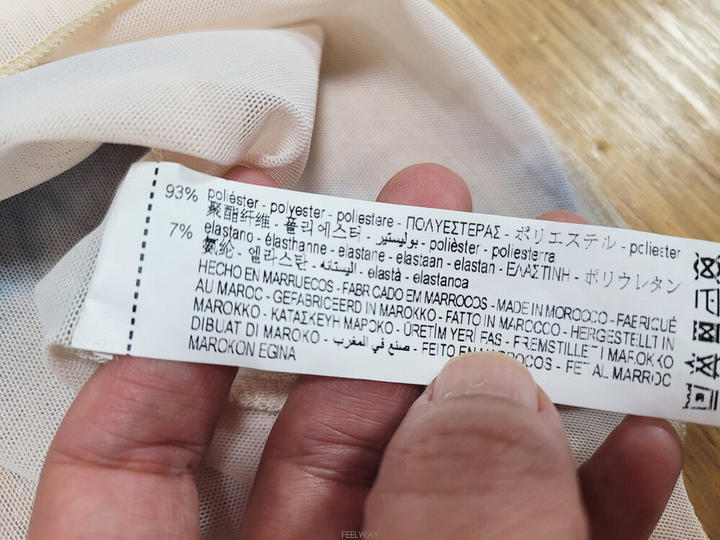 93% poliéster - polyester - poliestere - ΠΟΛΥΕΣΤΕΡΑΣ - ポリエステル - poliester
聚酯纤维 - 폴리에스터 - بوليستير - polièster - poliesterra
7% elastano - élasthanne - elastane - elastaan - elastan - ΕΛΑΣΤΙΝΗ - ポリウレタン
氨纶 - 엘라스탄 - اليستانه - elastà - elastanoa
HECHO EN MARRUECOS - FABRICADO EM MARROCOS - MADE IN MOROCCO - FABRIQUÉ
AU MAROC - GEFABRICEERD IN MAROKKO - FATTO IN MAROCCO - HERGESTELLT IN
MAROKKO - ΚΑΤΑΣΚΕΥΗ ΜΑΡΟΚΟ - ÜRETİM YERİ FAS - FREMSTILLET I MAROKKO
DIBUAT DI MAROKO - صنع في المغرب - FEITO EN MARROCOS - FET AL MARROC
MAROKON EGINA
FEELWAY